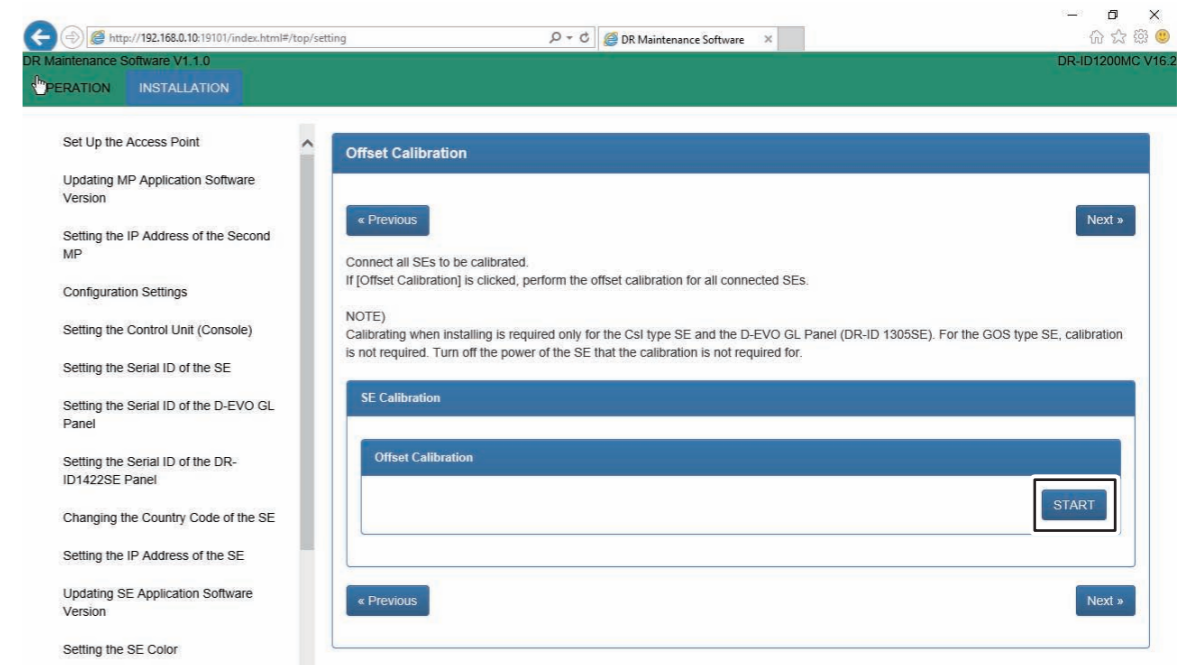 http://192.168.0.10:19101/index.html#/top/setting
DR Maintenance Software
DR Maintenance Software V1.1.0
DR-ID1200MC V16.2
PERATION
INSTALLATION
Set Up the Access Point
Updating MP Application Software
Version
Setting the IP Address of the Second
MP
Configuration Settings
Setting the Control Unit (Console)
Setting the Serial ID of the SE
Setting the Serial ID of the D-EVO GL
Panel
Setting the Serial ID of the DR-
ID1422SE Panel
Changing the Country Code of the SE
Setting the IP Address of the SE
Updating SE Application Software
Version
Setting the SE Color
Offset Calibration
« Previous
Next »
Connect all SEs to be calibrated.
If [Offset Calibration] is clicked, perform the offset calibration for all connected SEs.
NOTE)
Calibrating when installing is required only for the CsI type SE and the D-EVO GL Panel (DR-ID 1305SE). For the GOS type SE, calibration
is not required. Turn off the power of the SE that the calibration is not required for.
SE Calibration
Offset Calibration
START
« Previous
Next »